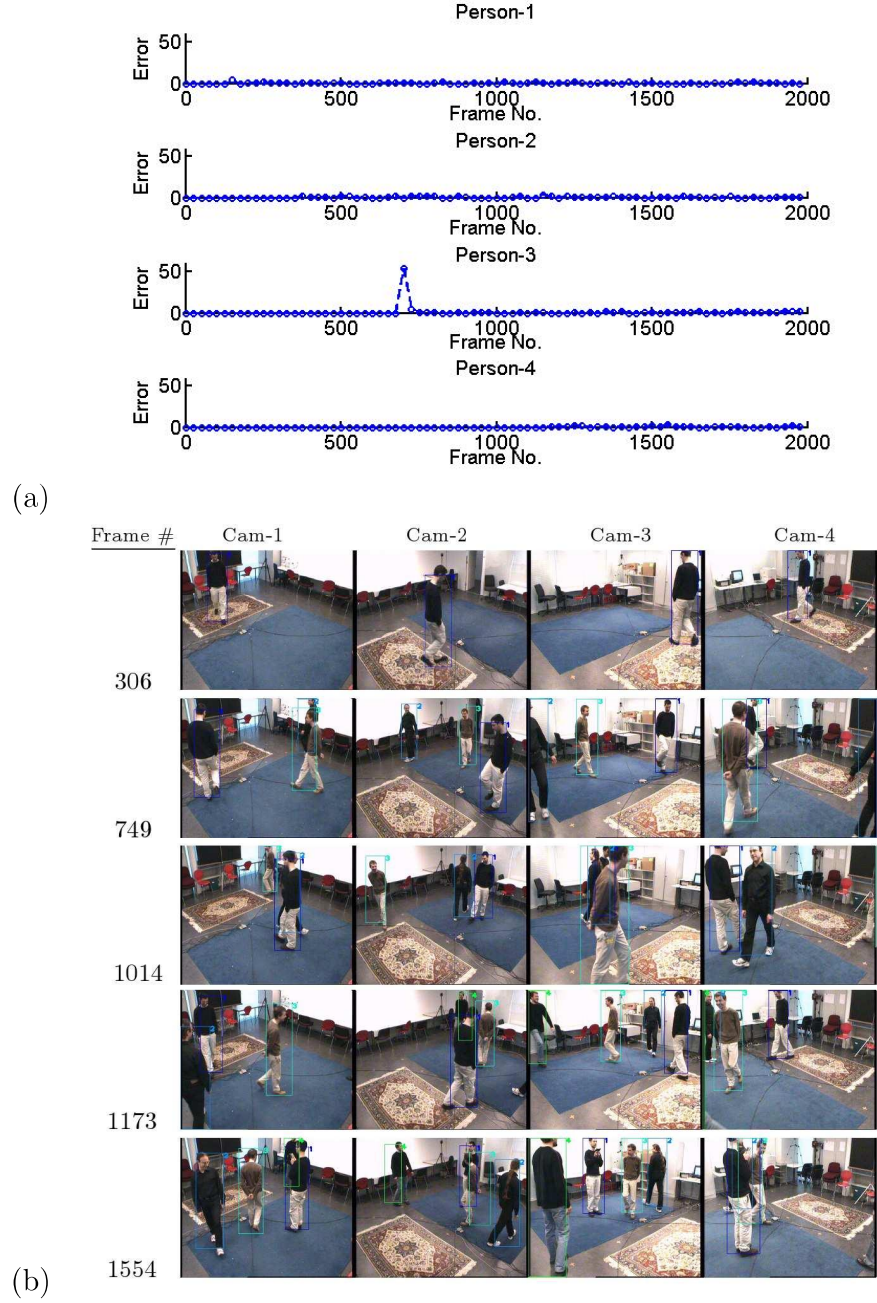 Person-1
50
Error
0
0 500 1000 1500 2000
Frame No.
Person-2
50
Error
0
0 500 1000 1500 2000
Frame No.
Person-3
50
Error
0
0 500 1000 1500 2000
Frame No.
Person-4
50
Error
0
0 500 1000 1500 2000
Frame No.
(a)
Frame # Cam-1 Cam-2 Cam-3 Cam-4
306
749
1014
1173
1554
(b)